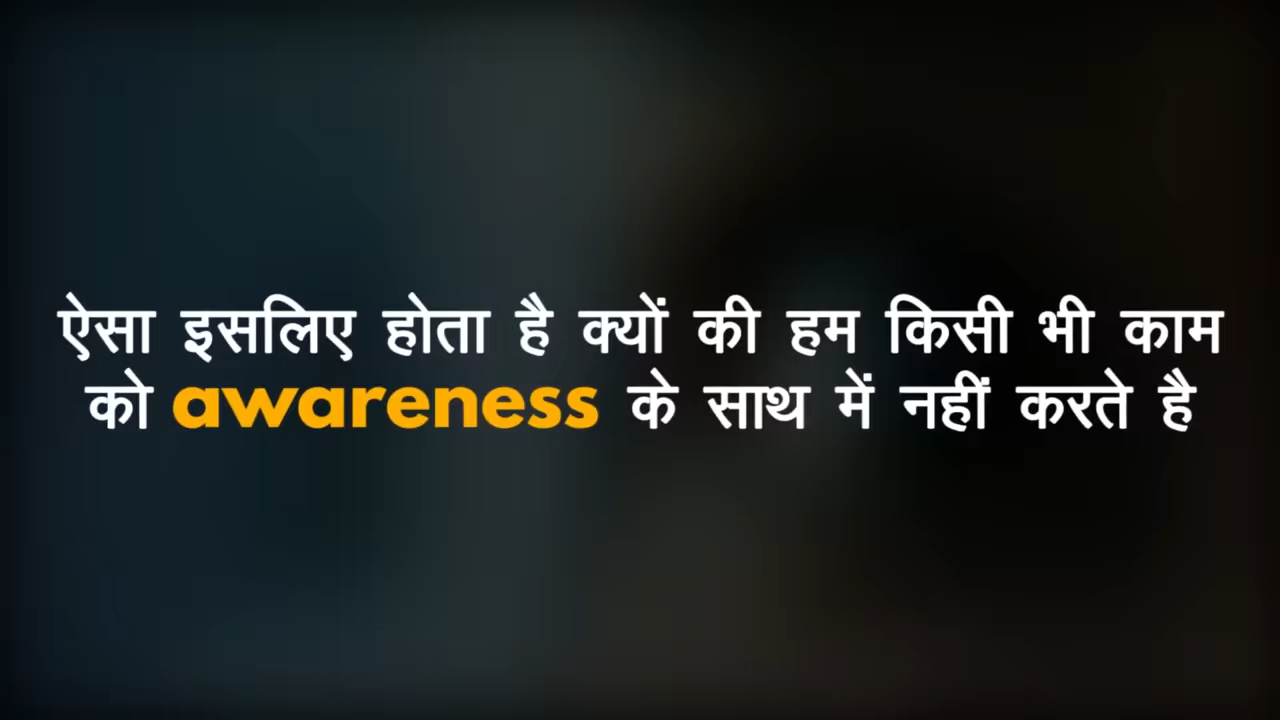 ऐसा इसलिए होता है क्यों की हम किसी भी काम
को awareness के साथ में नहीं करते है